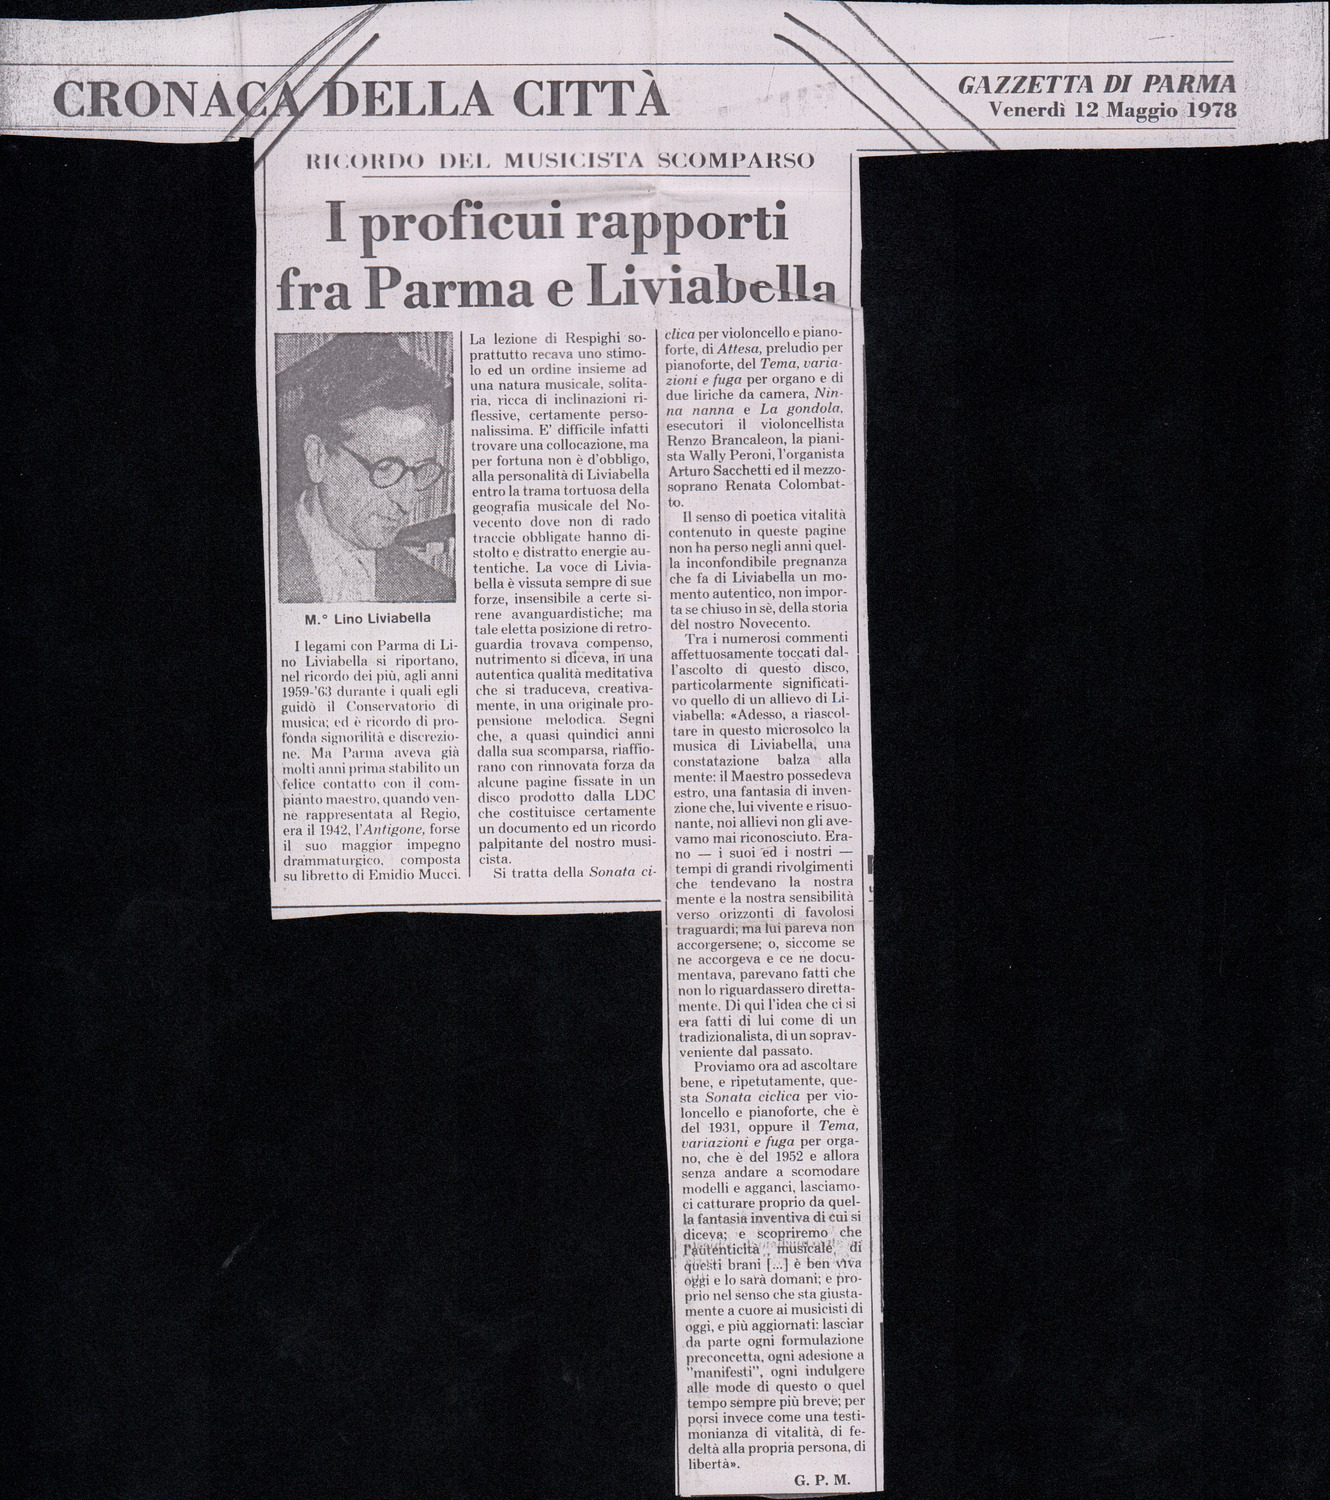 CRONACA DELLA CITTÀ
GAZZETTA DI PARMA
Venerdì 12 Maggio 1978
RICORDO DEL MUSICISTA SCOMPARSO
I proficui rapporti
fra Parma e Liviabella
M.° Lino Liviabella
I legami con Parma di Li-
no Liviabella si riportano,
nel ricordo dei più, agli anni
1959-'63 durante i quali egli
guidò il Conservatorio di
musica; ed è ricordo di pro-
fonda signorilità e discrezio-
ne. Ma Parma aveva già
molti anni prima stabilito un
felice contatto con il com-
pianto maestro, quando ven-
ne rappresentata al Regio,
era il 1942, l'Antigone, forse
il suo maggior impegno
drammaturgico, composta
su libretto di Emidio Mucci.
La lezione di Respighi so-
prattutto recava uno stimo-
lo ed un ordine insieme ad
una natura musicale, solita-
ria, ricca di inclinazioni ri-
flessive, certamente perso-
nalissima. E' difficile infatti
trovare una collocazione, ma
per fortuna non è d'obbligo,
alla personalità di Liviabella
entro la trama tortuosa della
geografia musicale del No-
vecento dove non di rado
traccie obbligate hanno di-
stolto e distratto energie au-
tentiche. La voce di Livia-
bella è vissuta sempre di sue
forze, insensibile a certe si-
rene avanguardistiche; ma
tale eletta posizione di retro-
guardia trovava compenso,
nutrimento si diceva, in una
autentica qualità meditativa
che si traduceva, creativa-
mente, in una originale pro-
pensione melodica. Segni
che, a quasi quindici anni
dalla sua scomparsa, riaffio-
rano con rinnovata forza da
alcune pagine fissate in un
disco prodotto dalla LDC
che costituisce certamente
un documento ed un ricordo
palpitante del nostro musi-
cista.
Si tratta della Sonata ci-
clica per violoncello e piano-
forte, di Attesa, preludio per
pianoforte, del Tema, varia-
zioni e fuga per organo e di
due liriche da camera, Nin-
na nanna e La gondola,
esecutori il violoncellista
Renzo Brancaleon, la piani-
sta Wally Peroni, l'organista
Arturo Sacchetti ed il mezzo-
soprano Renata Colombat-
to.
Il senso di poetica vitalità
contenuto in queste pagine
non ha perso negli anni quel-
la inconfondibile pregnanza
che fa di Liviabella un mo-
mento autentico, non impor-
ta se chiuso in sè, della storia
del nostro Novecento.
Tra i numerosi commenti
affettuosamente toccati dal-
l'ascolto di questo disco,
particolarmente significati-
vo quello di un allievo di Li-
viabella: «Adesso, a riascol-
tare in questo microsolco la
musica di Liviabella, una
constatazione balza alla
mente: il Maestro possedeva
estro, una fantasia di inven-
zione che, lui vivente e risuo-
nante, noi allievi non gli ave-
vamo mai riconosciuto. Era-
no — i suoi ed i nostri —
tempi di grandi rivolgimenti
che tendevano la nostra
mente e la nostra sensibilità
verso orizzonti di favolosi
traguardi; ma lui pareva non
accorgersene; o, siccome se
ne accorgeva e ce ne docu-
mentava, parevano fatti che
non lo riguardassero diretta-
mente. Di qui l'idea che ci si
era fatti di lui come di un
tradizionalista, di un soprav-
veniente dal passato.
Proviamo ora ad ascoltare
bene, e ripetutamente, que-
sta Sonata ciclica per vio-
loncello e pianoforte, che è
del 1931, oppure il Tema,
variazioni e fuga per orga-
no, che è del 1952 e allora
senza andare a scomodare
modelli e agganci, lasciamo-
ci catturare proprio da quel-
la fantasia inventiva di cui si
diceva; e scopriremo che
l'autenticità musicale, di
questi brani [...] è ben viva
oggi e lo sarà domani; e pro-
prio nel senso che sta giusta-
mente a cuore ai musicisti di
oggi, e più aggiornati: lasciar
da parte ogni formulazione
preconcetta, ogni adesione a
"manifesti", ogni indulgere
alle mode di questo o quel
tempo sempre più breve; per
porsi invece come una testi-
monianza di vitalità, di fe-
deltà alla propria persona, di
libertà».
G. P. M.